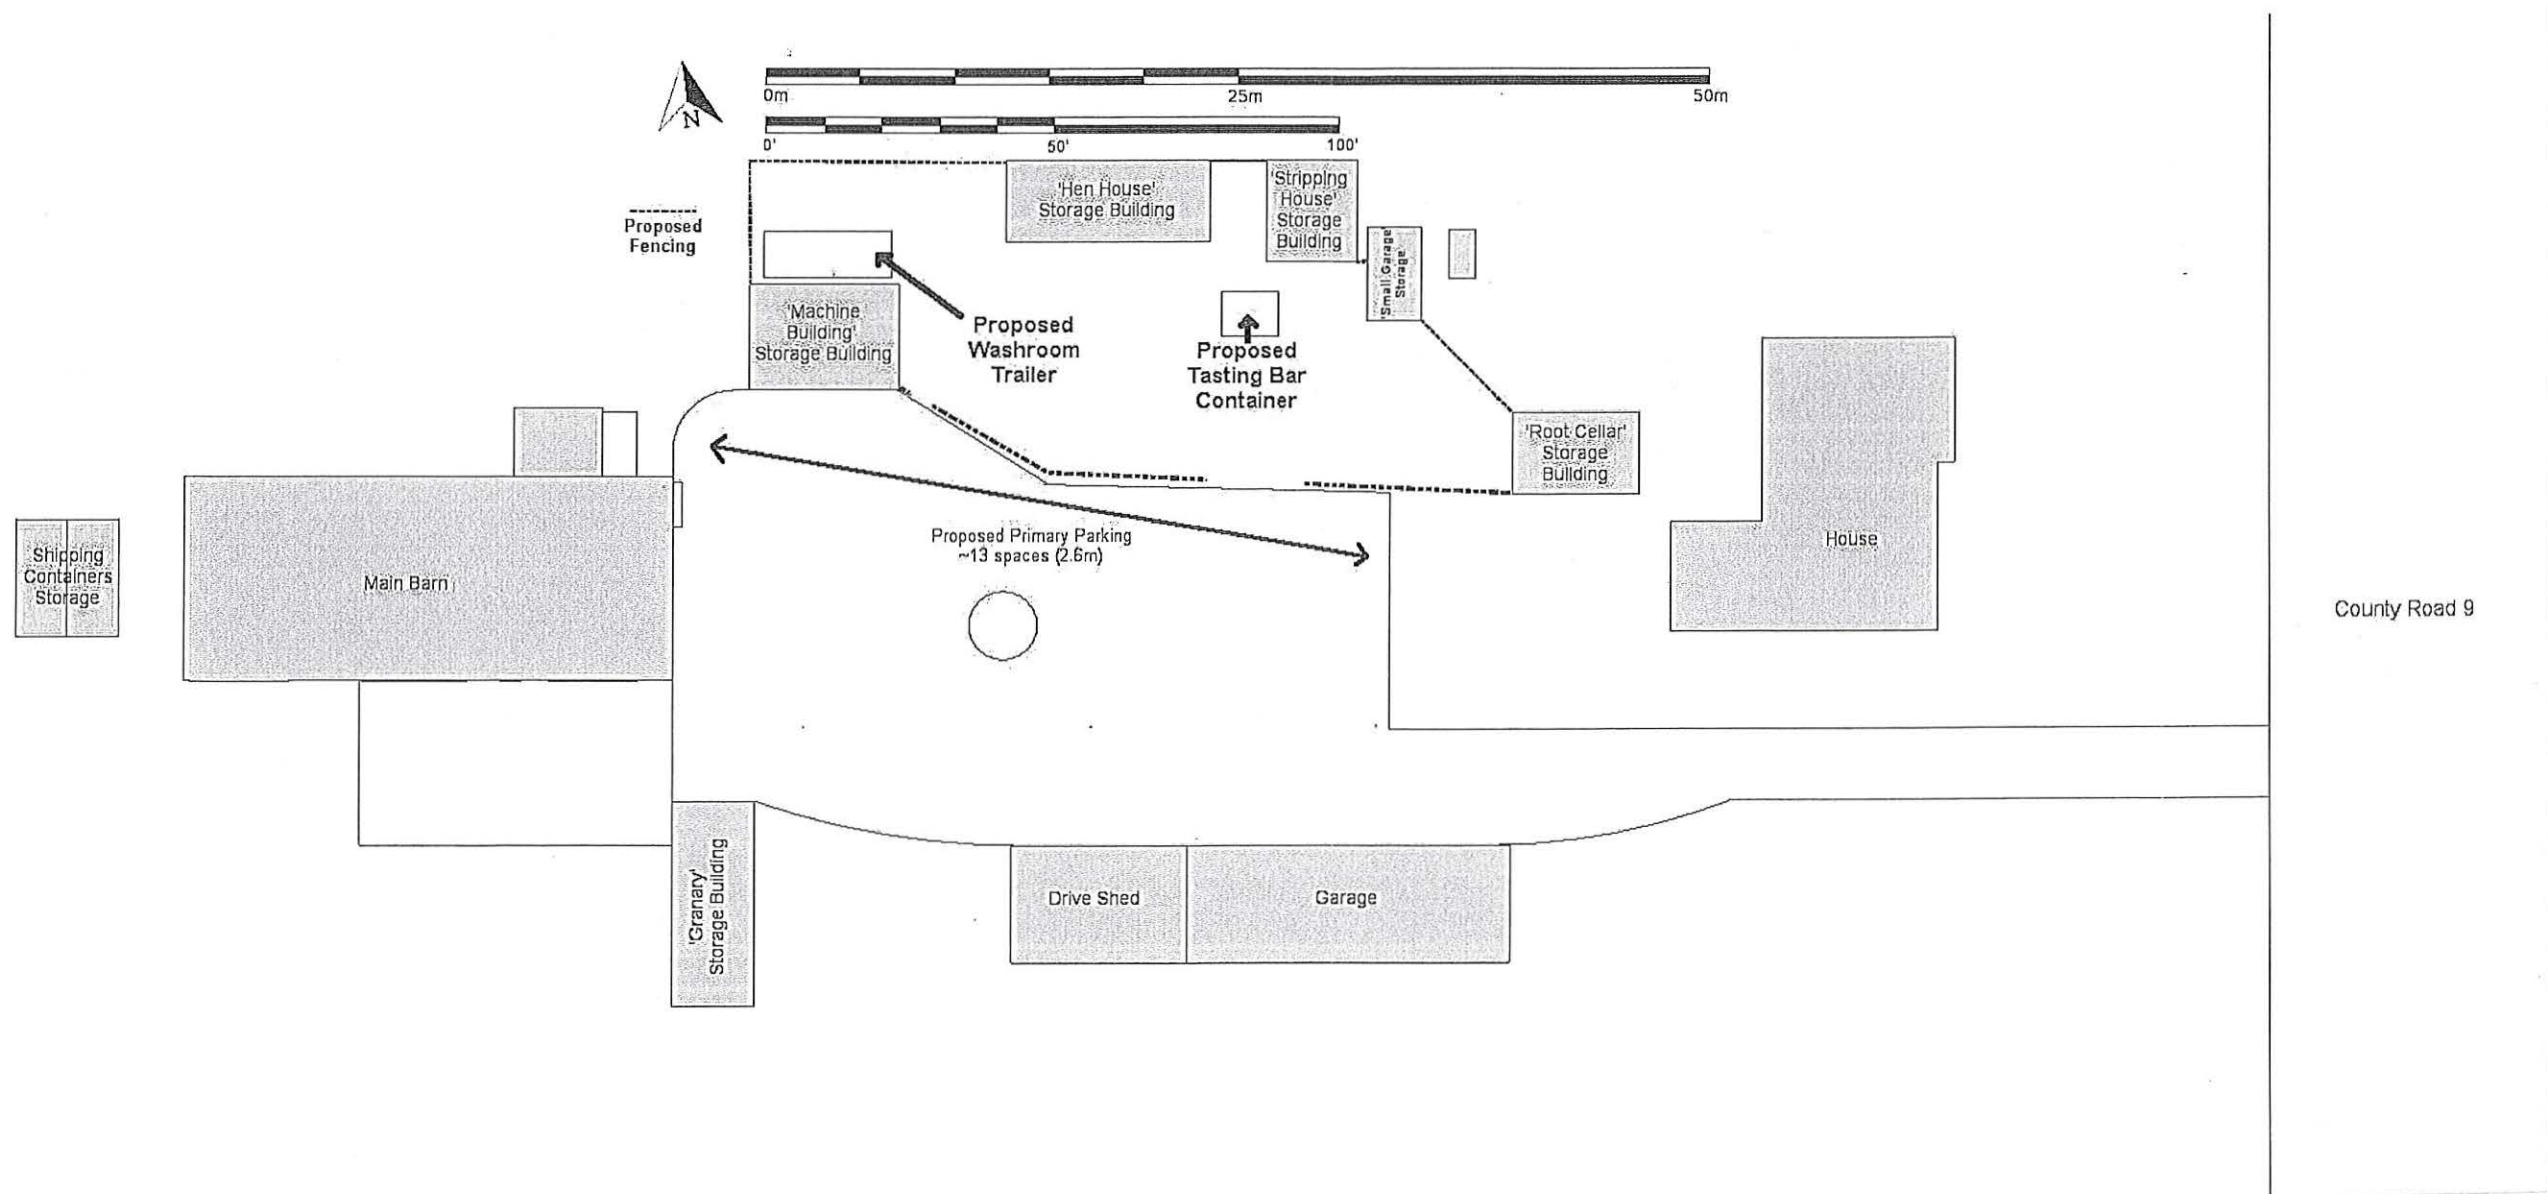 0m 25m 50m
N
0' 50' 100'
'Hen House'
Storage Building
'Stripping
House'
Storage
Building
Proposed
Fencing
'Small Garage'
Storage
'Machine
Building'
Storage Building
Proposed
Washroom
Trailer
Proposed
Tasting Bar
Container
'Root Cellar'
Storage
Building
Proposed Primary Parking
~13 spaces (2.6m)
House
Shipping
Containers
Storage
Main Barn
County Road 9
'Granary'
Storage Building
Drive Shed
Garage